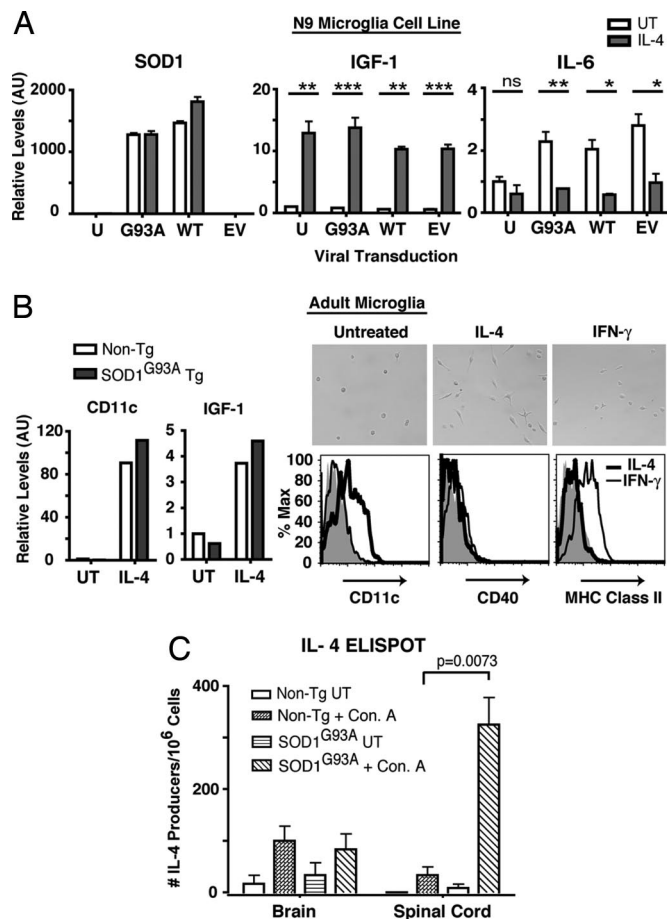 A
N9 Microglia Cell Line
UT
IL-4
SOD1
IGF-1
IL-6
Relative Levels (AU)
2000
1000
0
20
10
0
4
2
0
** *** ** ***
ns ** * *
U G93A WT EV
U G93A WT EV
U G93A WT EV
Viral Transduction
B
Non-Tg
SOD1G93A Tg
CD11c
IGF-1
Relative Levels (AU)
120
80
40
0
5
4
3
2
1
0
UT IL-4
UT IL-4
Adult Microglia
Untreated
IL-4
IFN-γ
% Max
100
80
60
40
20
0
IL-4
IFN-γ
CD11c
CD40
MHC Class II
C
IL- 4 ELISPOT
p=0.0073
# IL-4 Producers/10⁶ Cells
400
200
0
Non-Tg UT
Non-Tg + Con. A
SOD1G93A UT
SOD1G93A + Con. A
Brain
Spinal Cord